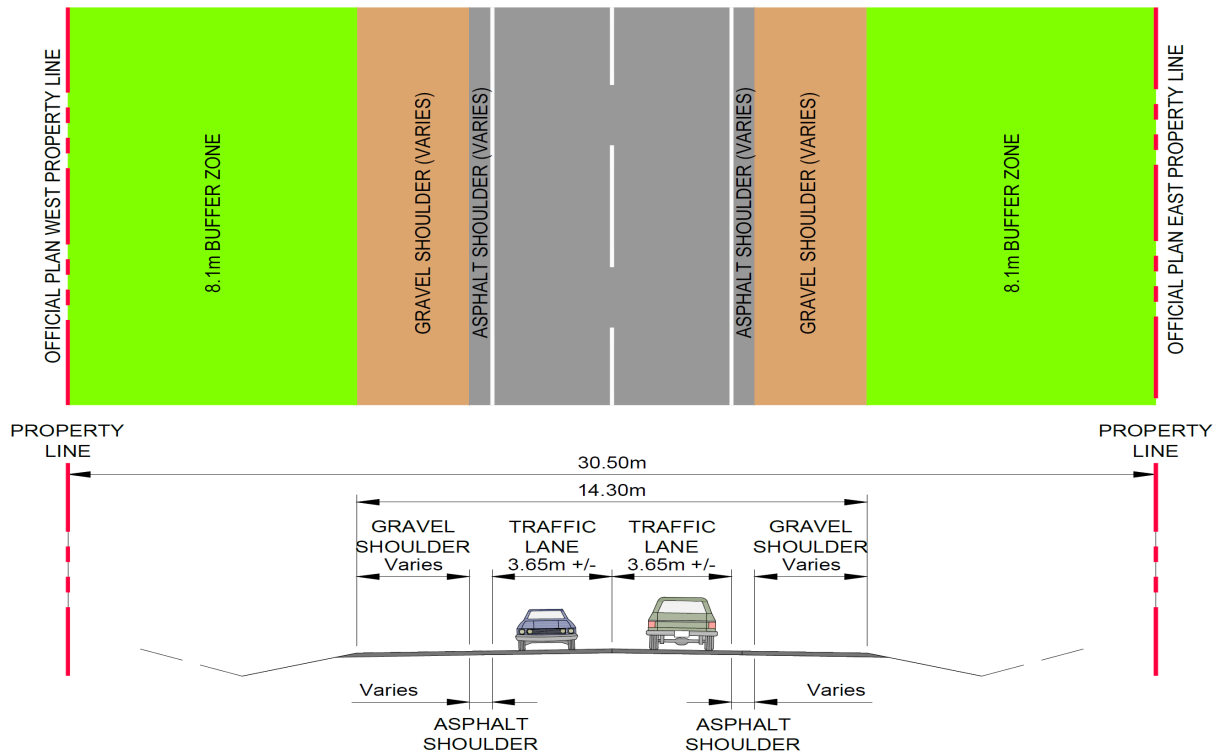 OFFICIAL PLAN WEST PROPERTY LINE
8.1m BUFFER ZONE
GRAVEL SHOULDER (VARIES)
ASPHALT SHOULDER (VARIES)
ASPHALT SHOULDER (VARIES)
GRAVEL SHOULDER (VARIES)
8.1m BUFFER ZONE
OFFICIAL PLAN EAST PROPERTY LINE
PROPERTY
LINE
PROPERTY
LINE
30.50m
14.30m
GRAVEL
SHOULDER
Varies
TRAFFIC
LANE
3.65m +/-
TRAFFIC
LANE
3.65m +/-
GRAVEL
SHOULDER
Varies
Varies
ASPHALT
SHOULDER
Varies
ASPHALT
SHOULDER